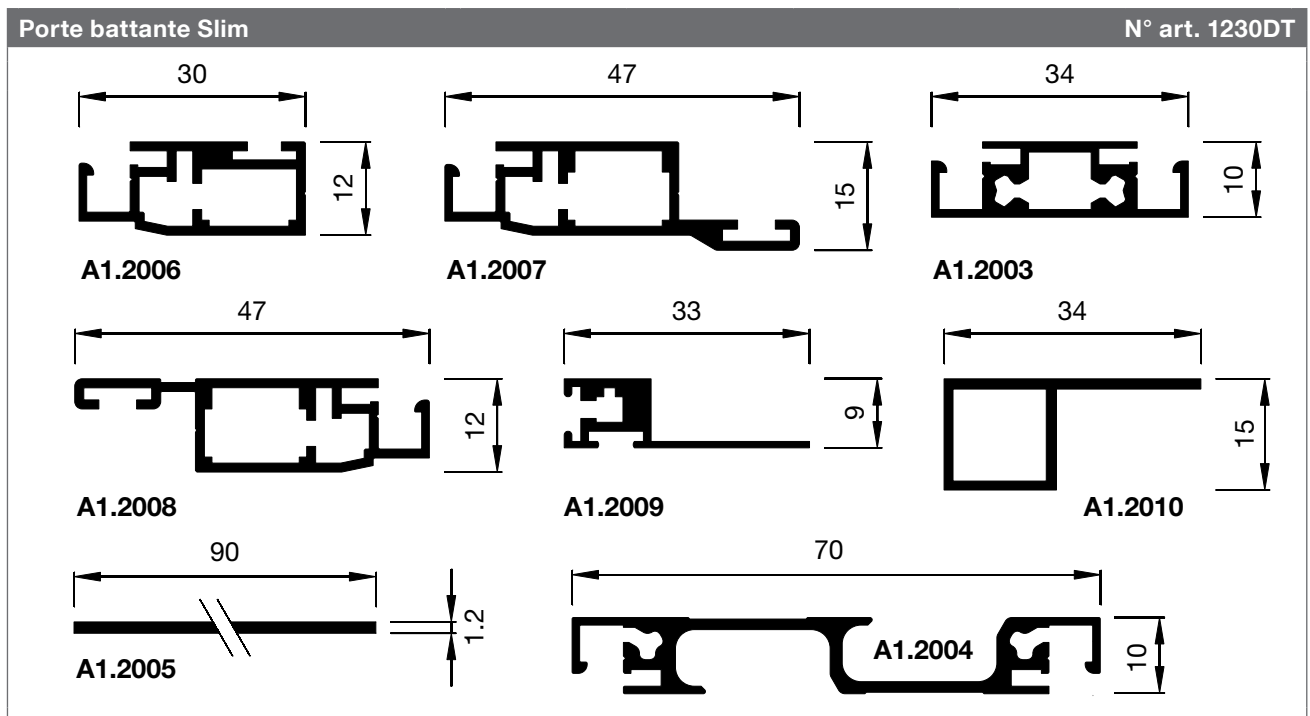 Porte battante Slim N° art. 1230DT
30 47 34
12 15 10
A1.2006 A1.2007 A1.2003
47 33 34
12 9 15
A1.2008 A1.2009 A1.2010
90 70
1.2 10
A1.2005 A1.2004